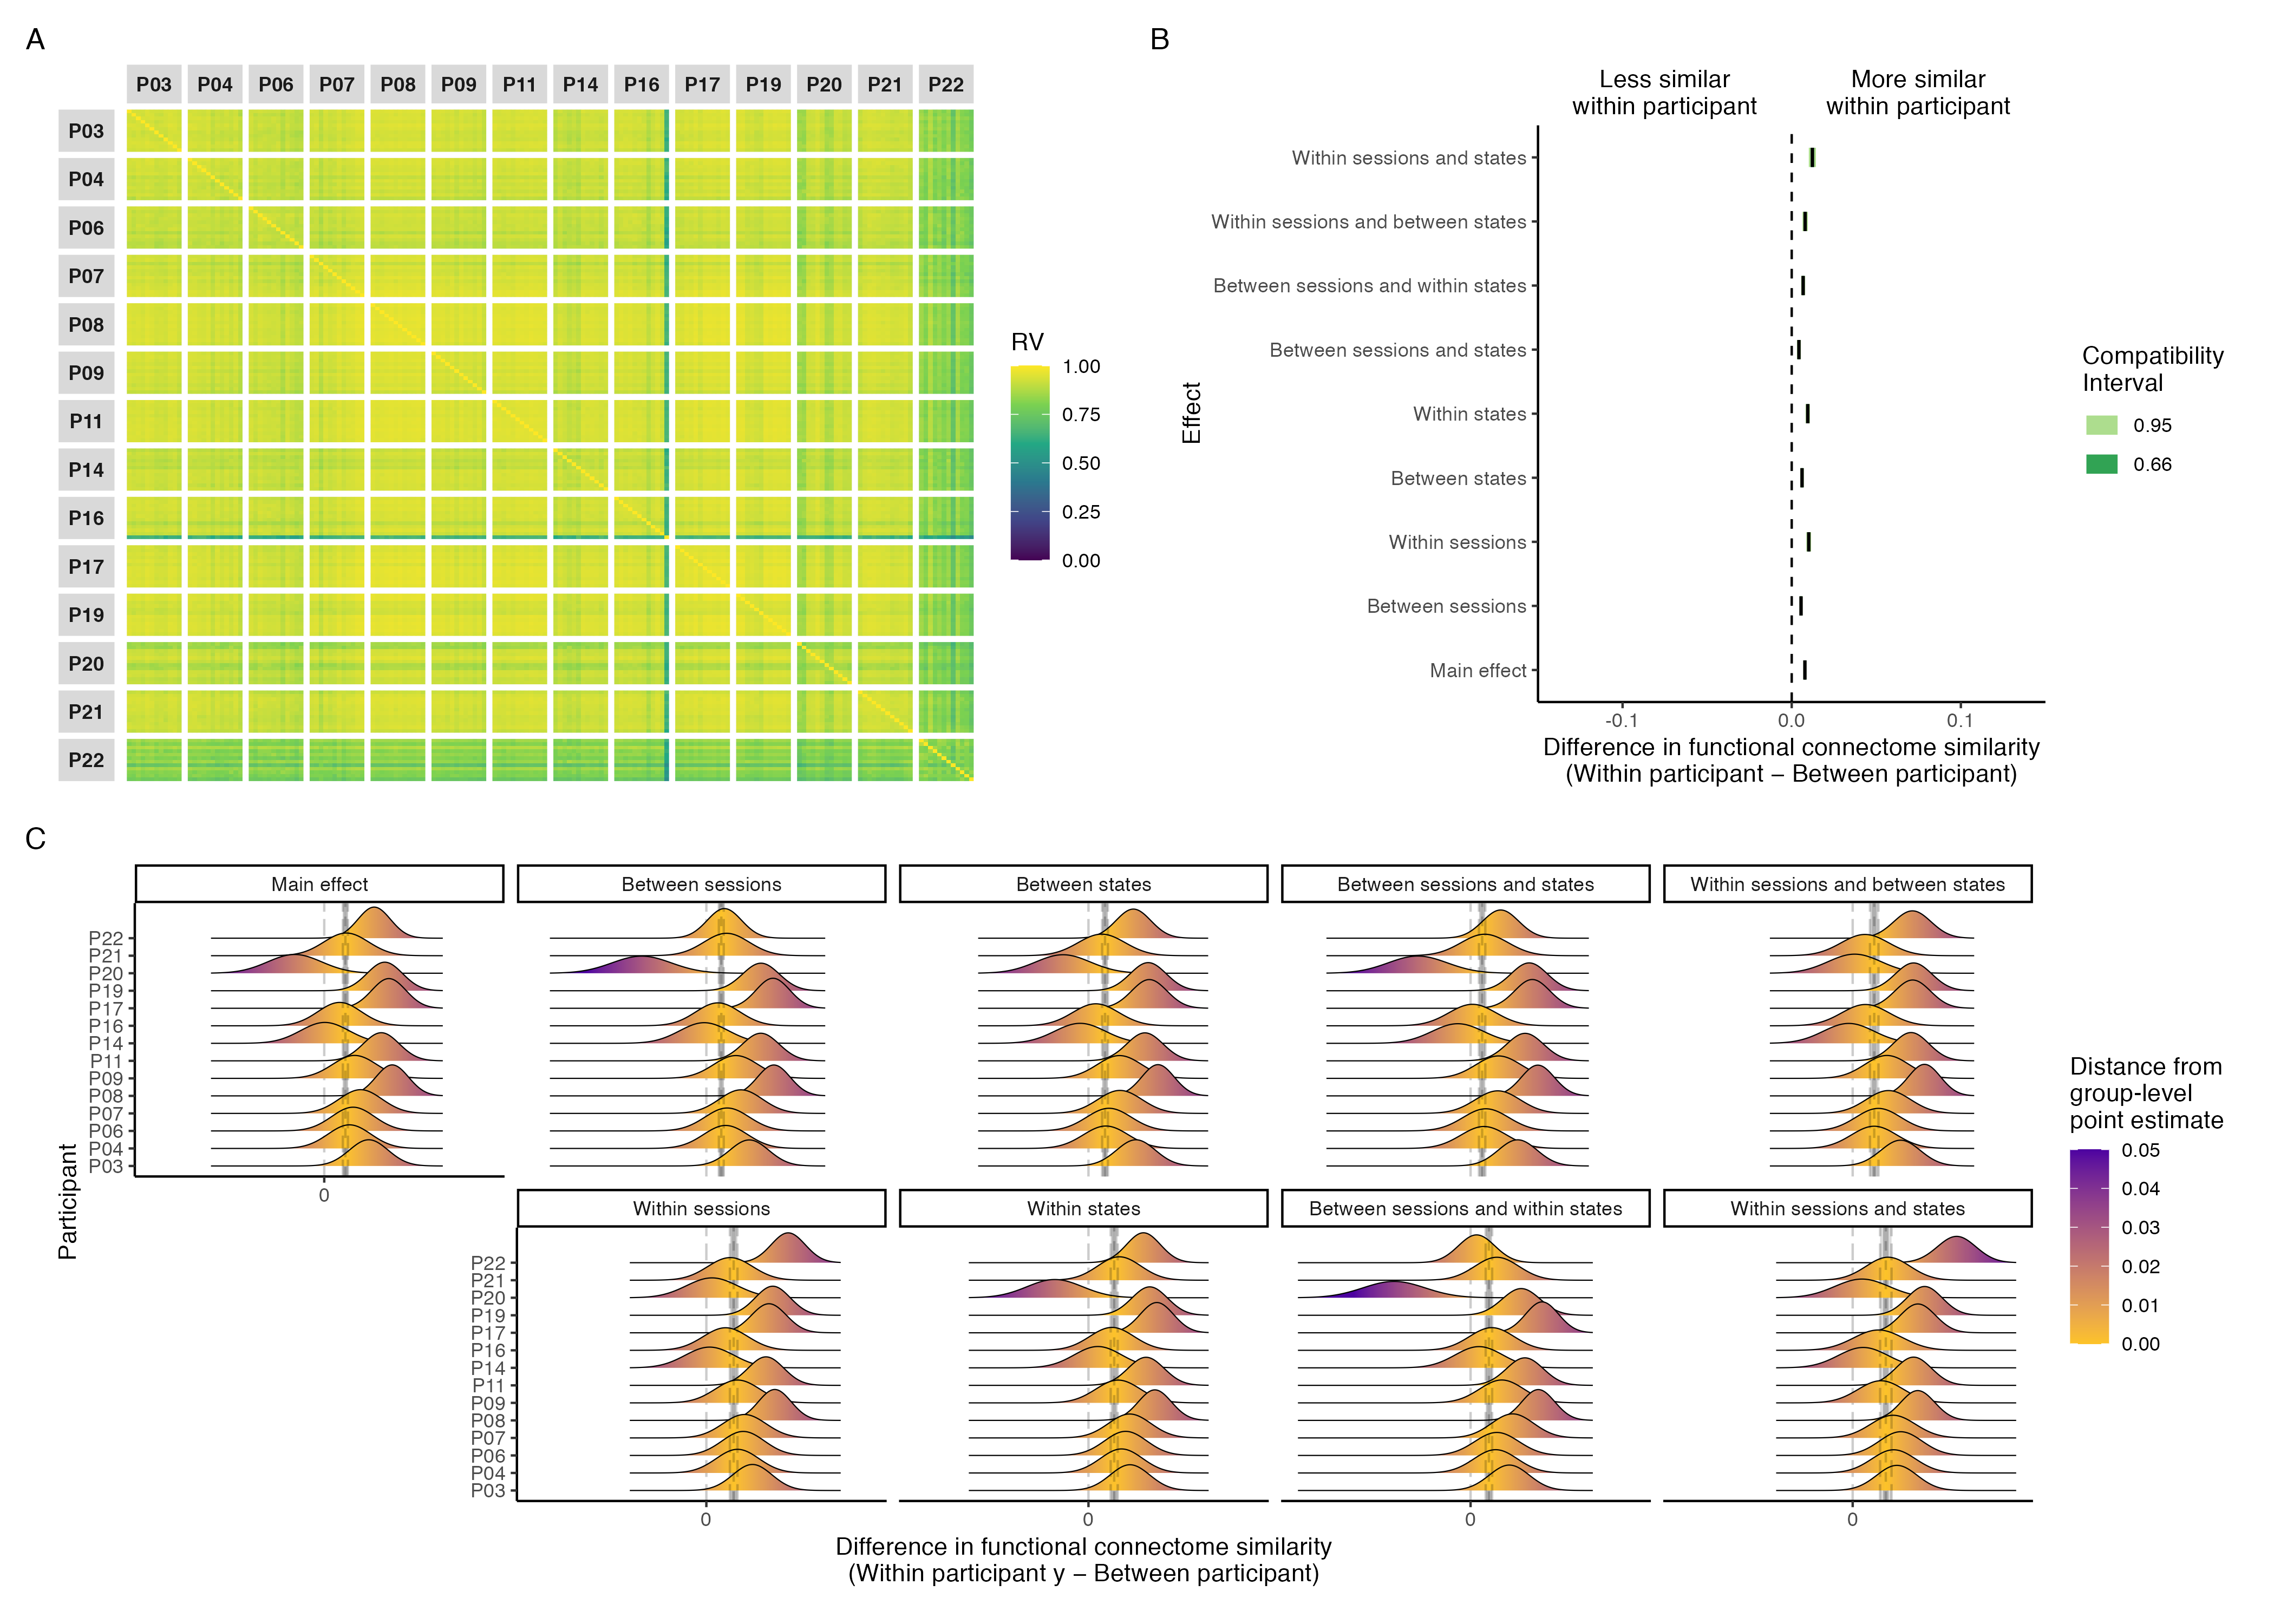 A
P03 P04 P06 P07 P08 P09 P11 P14 P16 P17 P19 P20 P21 P22
P03
P04
P06
P07
P08
P09
P11
P14
P16
P17
P19
P20
P21
P22
RV
1.00
0.75
0.50
0.25
0.00
B
Less similar
within participant
More similar
within participant
Effect
Within sessions and states
Within sessions and between states
Between sessions and within states
Between sessions and states
Within states
Between states
Within sessions
Between sessions
Main effect
-0.1 0.0 0.1
Difference in functional connectome similarity
(Within participant – Between participant)
Compatibility
Interval
0.95
0.66
C
Participant
Main effect
Between sessions
Between states
Between sessions and states
Within sessions and between states
P22
P21
P20
P19
P17
P16
P14
P11
P09
P08
P07
P06
P04
P03
0
Within sessions
Within states
Between sessions and within states
Within sessions and states
P22
P21
P20
P19
P17
P16
P14
P11
P09
P08
P07
P06
P04
P03
0 0 0 0
Difference in functional connectome similarity
(Within participant y – Between participant)
Distance from
group-level
point estimate
0.05
0.04
0.03
0.02
0.01
0.00